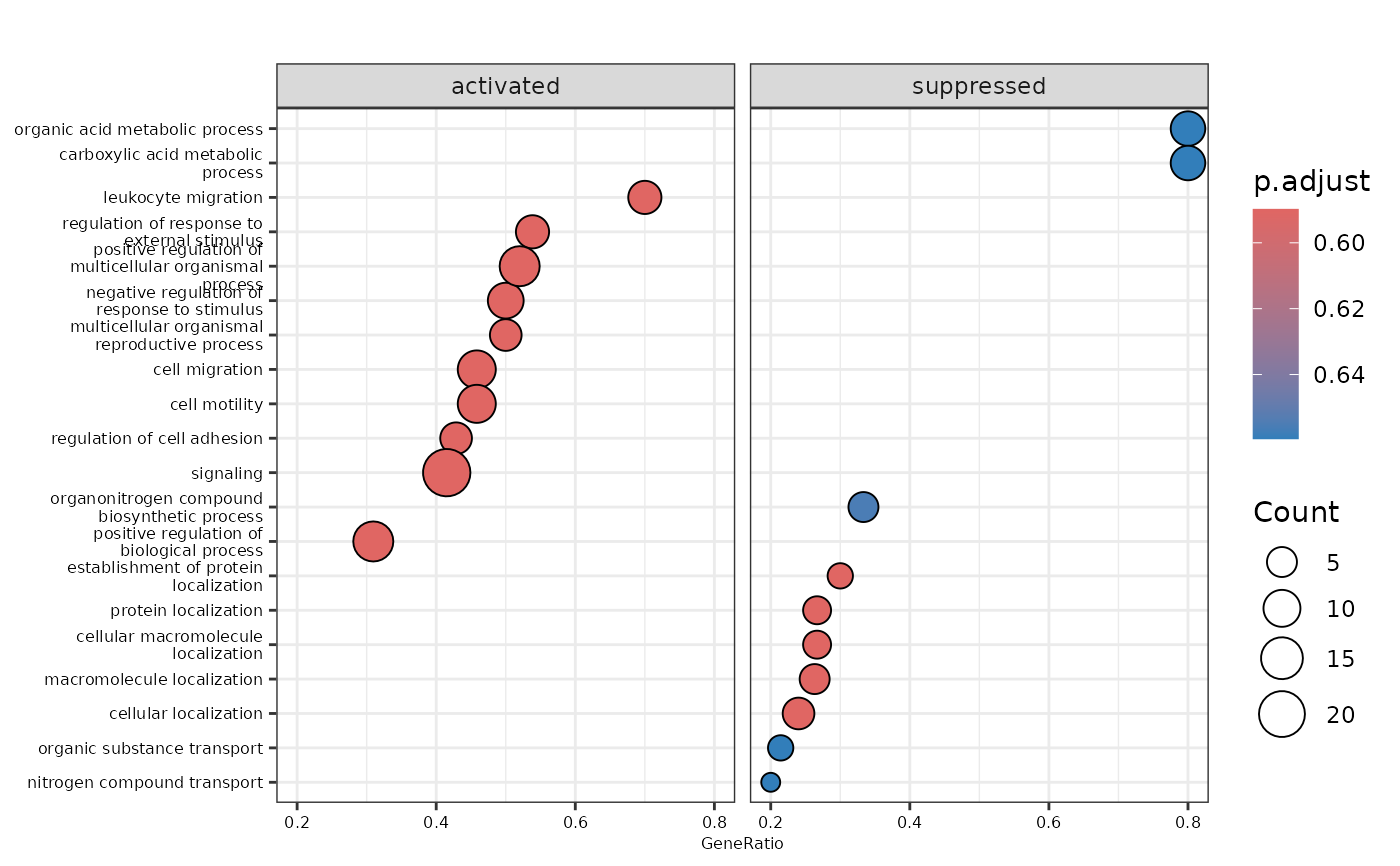 activated
suppressed
organic acid metabolic process
carboxylic acid metabolic
process
leukocyte migration
regulation of response to
external stimulus
positive regulation of
multicellular organismal
process
negative regulation of
response to stimulus
multicellular organismal
reproductive process
cell migration
cell motility
regulation of cell adhesion
signaling
organonitrogen compound
biosynthetic process
positive regulation of
biological process
establishment of protein
localization
protein localization
cellular macromolecule
localization
macromolecule localization
cellular localization
organic substance transport
nitrogen compound transport
0.2 0.4 0.6 0.8 0.2 0.4 0.6 0.8
GeneRatio
p.adjust
0.60
0.62
0.64
Count
5
10
15
20